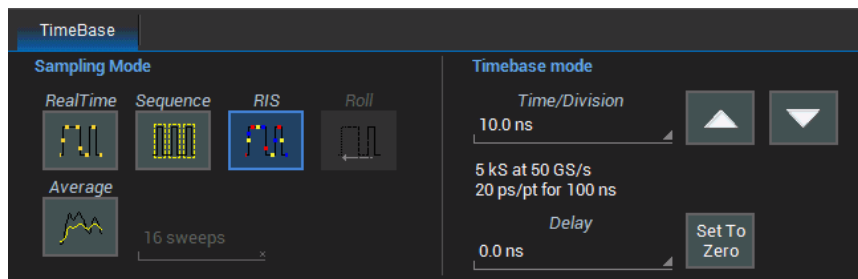 TimeBase
Sampling Mode
RealTime Sequence RIS Roll
Average
16 sweeps
Timebase mode
Time/Division
10.0 ns
5 kS at 50 GS/s
20 ps/pt for 100 ns
Delay
0.0 ns
Set To
Zero